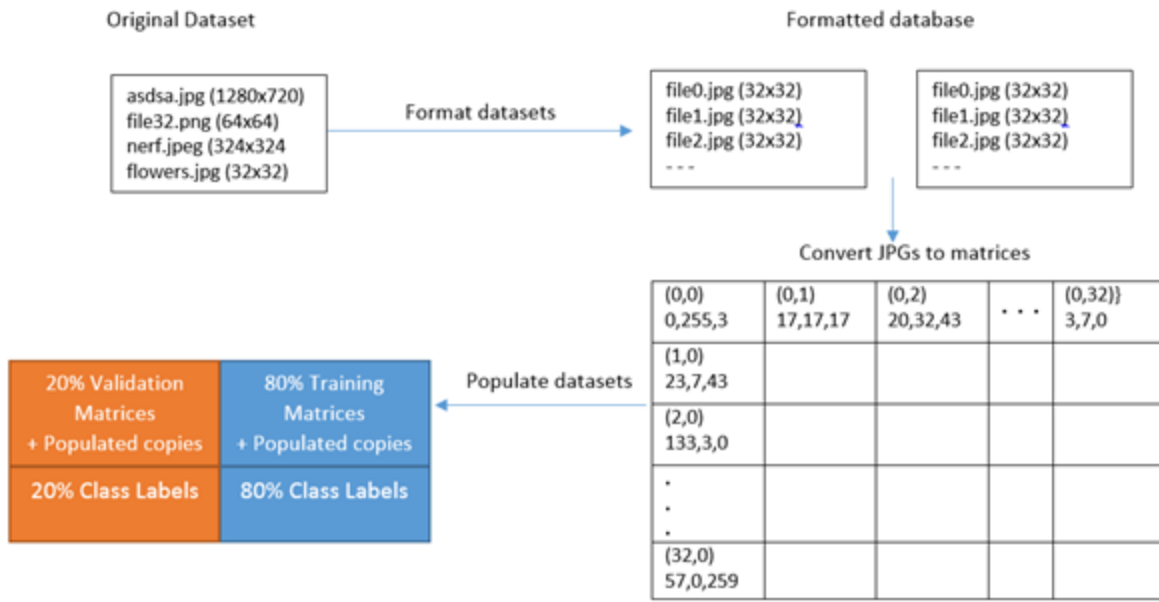 Original Dataset
Formatted database
asdsa.jpg (1280x720)
file32.png (64x64)
nerf.jpeg (324x324
flowers.jpg (32x32)
Format datasets
file0.jpg (32x32)
file1.jpg (32x32)
file2.jpg (32x32)
- - -
file0.jpg (32x32)
file1.jpg (32x32)
file2.jpg (32x32)
- - -
Convert JPGs to matrices
(0,0)
0,255,3
(0,1)
17,17,17
(0,2)
20,32,43
. . .
(0,32)}
3,7,0
(1,0)
23,7,43
(2,0)
133,3,0
.
.
.
(32,0)
57,0,259
Populate datasets
20% Validation
Matrices
+ Populated copies
80% Training
Matrices
+ Populated copies
20% Class Labels
80% Class Labels